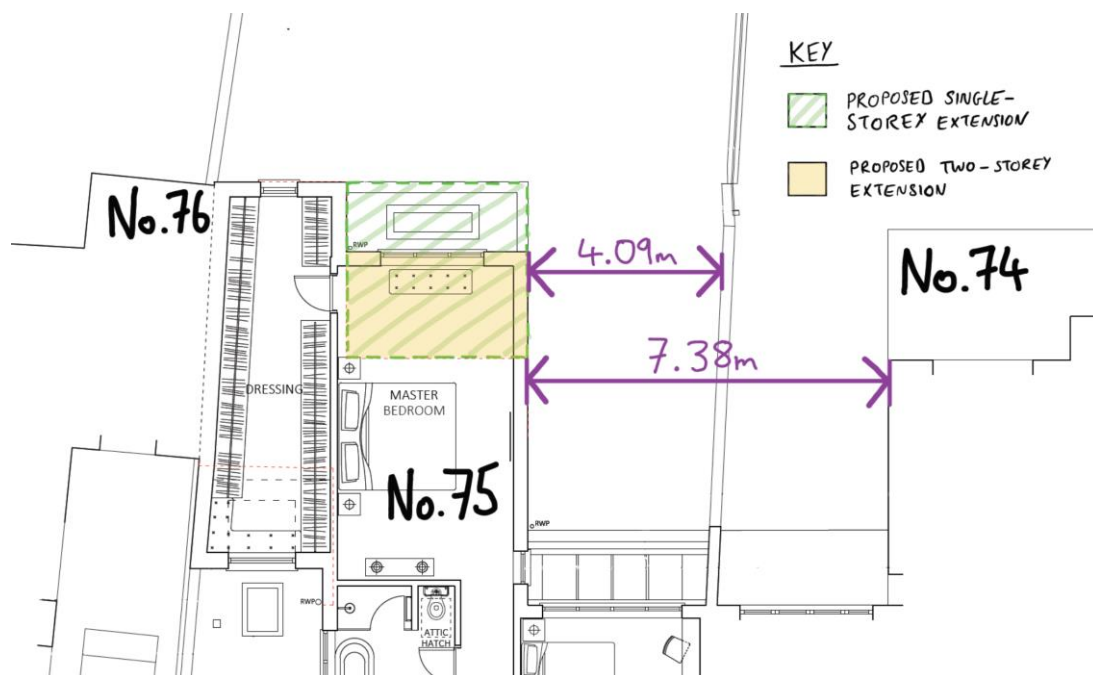 KEY
PROPOSED SINGLE-
STOREY EXTENSION
PROPOSED TWO-STOREY
EXTENSION
No.76
RWP
4.09m
No.74
7.38m
DRESSING
MASTER
BEDROOM
No.75
RWP
RWP
ATTIC
HATCH